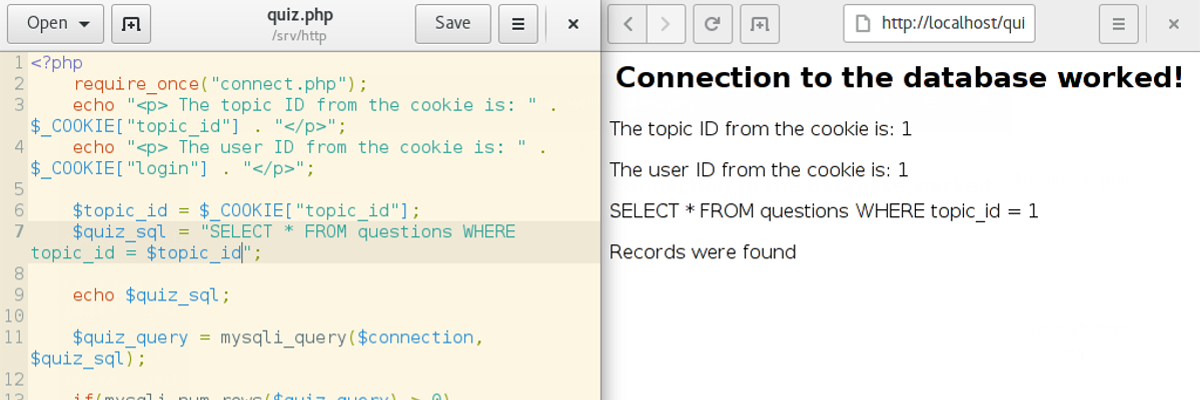 Open
quiz.php
/srv/http
Save
1 <?php
2 require_once("connect.php");
3 echo "<p> The topic ID from the cookie is: " .
$_COOKIE["topic_id"] . "</p>";
4 echo "<p> The user ID from the cookie is: " .
$_COOKIE["login"] . "</p>";
5
6 $topic_id = $_COOKIE["topic_id"];
7 $quiz_sql = "SELECT * FROM questions WHERE
topic_id = $topic_id";
8
9 echo $quiz_sql;
10
11 $quiz_query = mysqli_query($connection,
$quiz_sql);
12
13 if(mysqli_num_rows($quiz_query) > 0)
http://localhost/qui
Connection to the database worked!
The topic ID from the cookie is: 1
The user ID from the cookie is: 1
SELECT * FROM questions WHERE topic_id = 1
Records were found